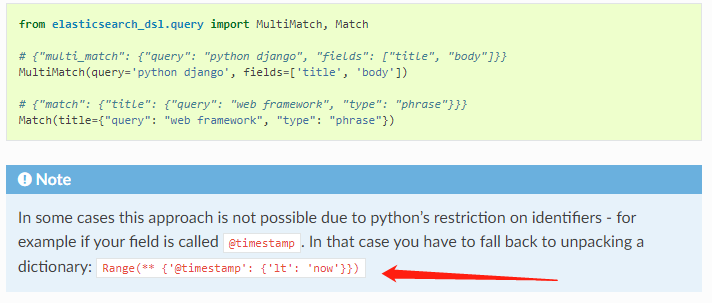 from elasticsearch_dsl.query import MultiMatch, Match
# {"multi_match": {"query": "python django", "fields": ["title", "body"]}}
MultiMatch(query='python django', fields=['title', 'body'])
# {"match": {"title": {"query": "web framework", "type": "phrase"}}}
Match(title={"query": "web framework", "type": "phrase"})
Note
In some cases this approach is not possible due to python’s restriction on identifiers - for
example if your field is called @timestamp. In that case you have to fall back to unpacking a
dictionary: Range(** {'@timestamp': {'lt': 'now'}})